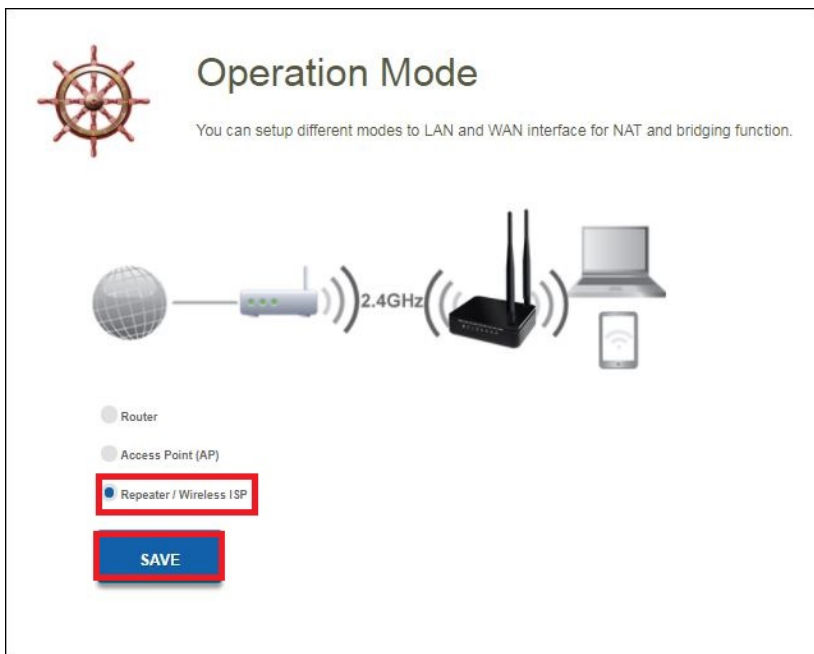 Operation Mode
You can setup different modes to LAN and WAN interface for NAT and bridging function.
2.4GHz
Router
Access Point (AP)
Repeater / Wireless ISP
SAVE